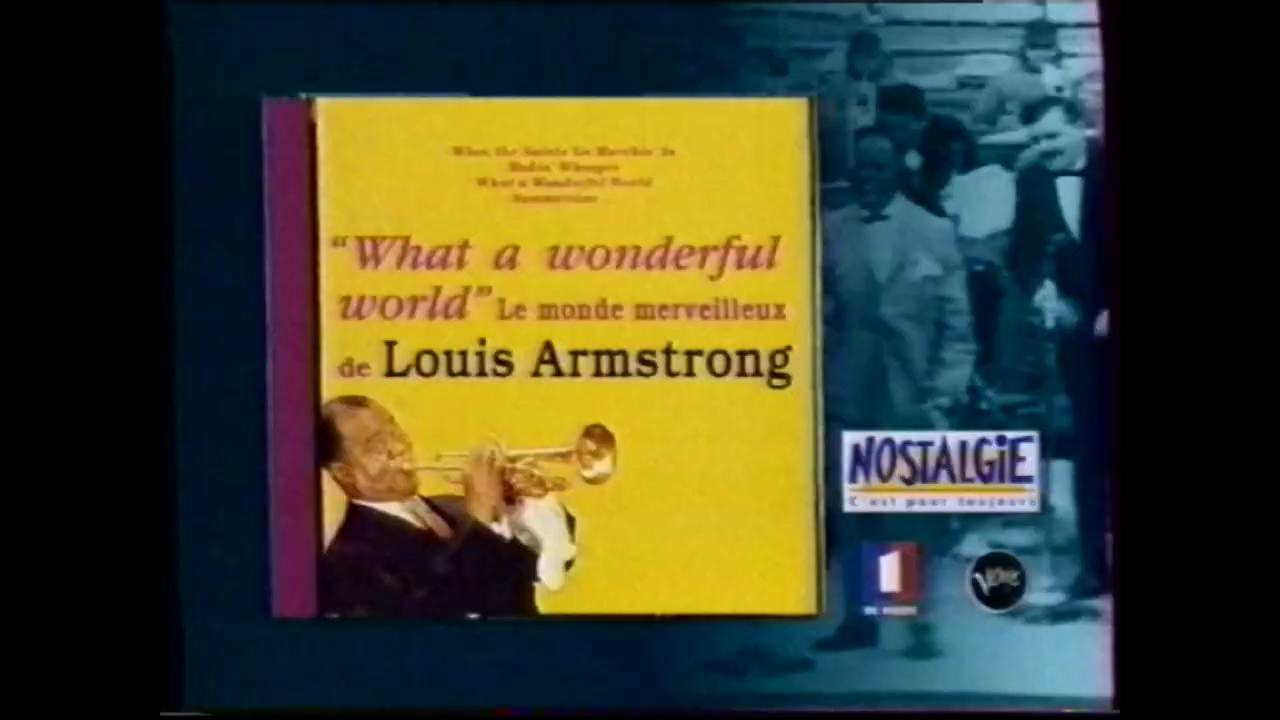 When the Saints Go Marchin' In
Makin' Whoopee
What a Wonderful World
Summertime
“What a wonderful
world” Le monde merveilleux
de Louis Armstrong
NOSTALGiE
C'est pour toujours
1
Verve